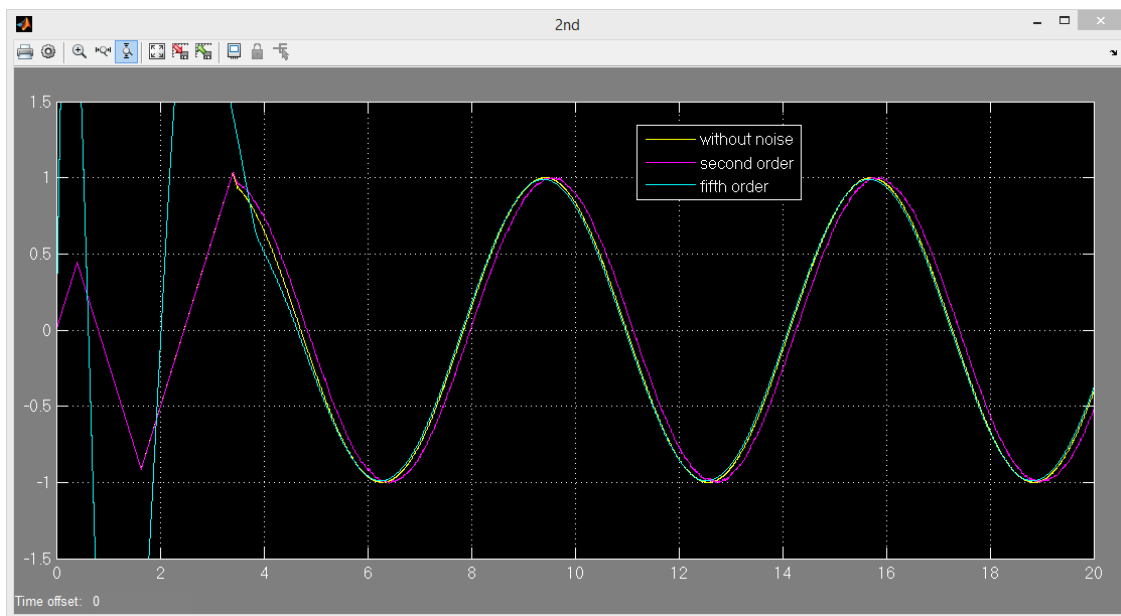 2nd
1.5
1
0.5
0
-0.5
-1
-1.5
without noise
second order
fifth order
0 2 4 6 8 10 12 14 16 18 20
Time offset: 0